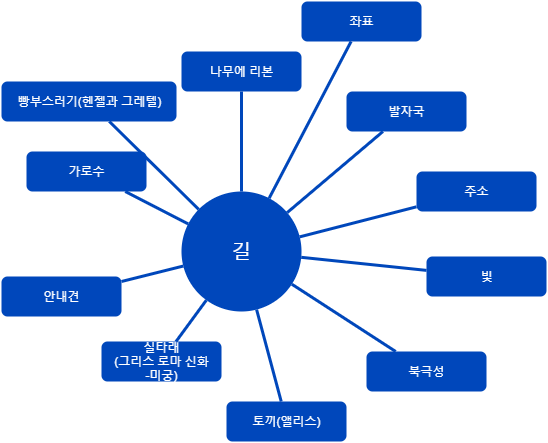 좌표
나무에 리본
빵부스러기(헨젤과 그레텔)
발자국
가로수
주소
길
빛
안내견
실타래
(그리스 로마 신화
-미궁)
북극성
토끼(앨리스)